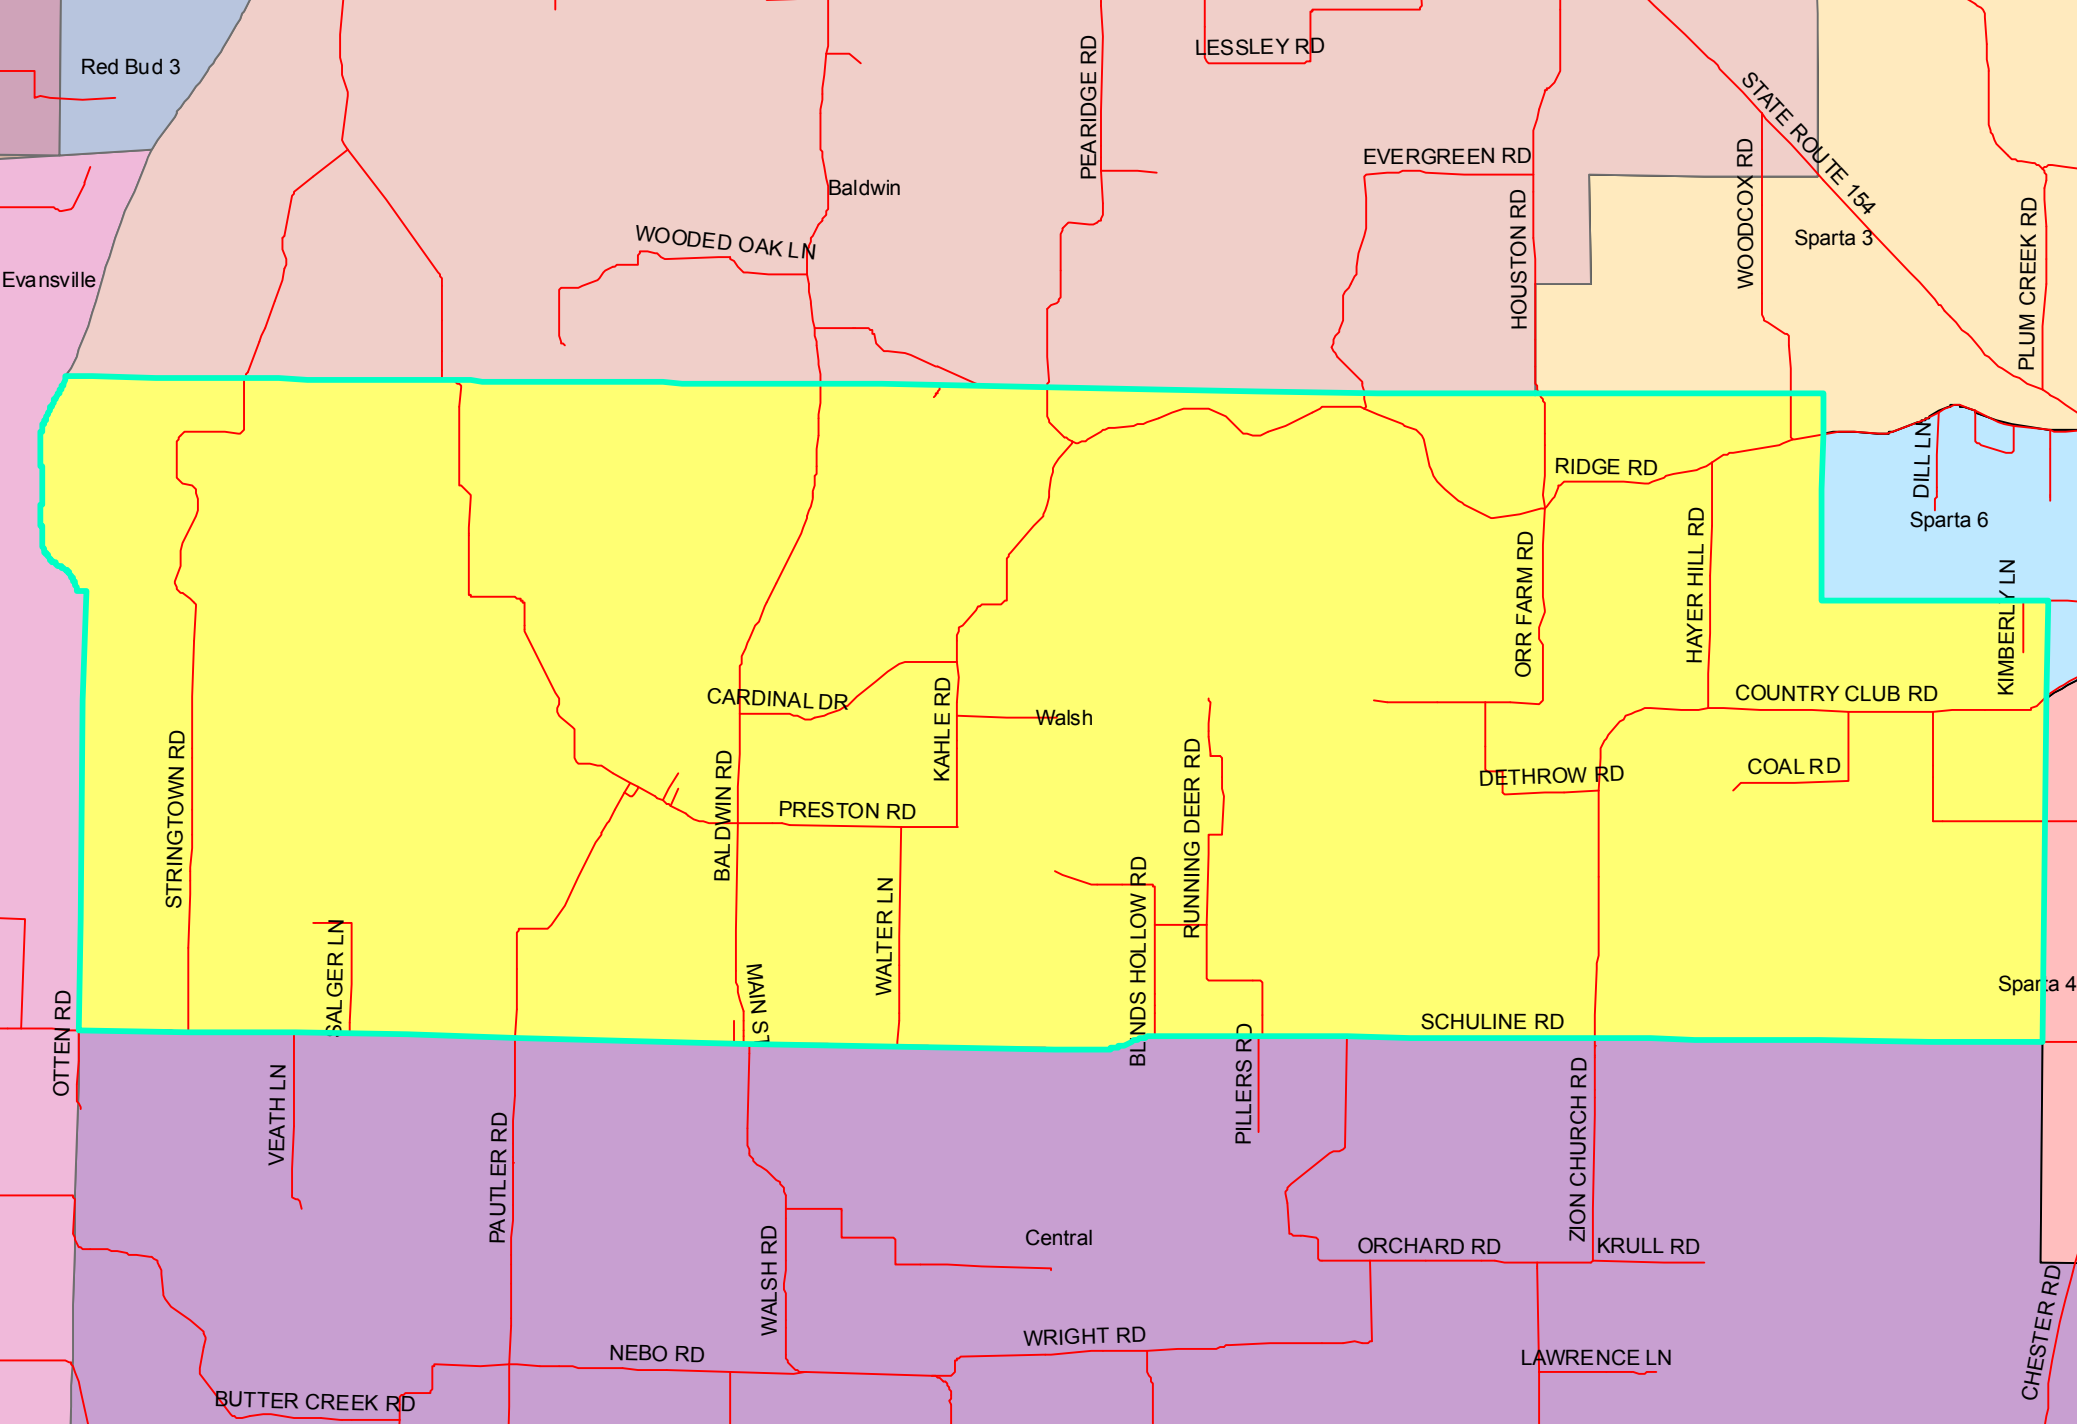 LESSLEY RD
Red Bud 3
PEARIDGE RD
STATE ROUTE 154
EVERGREEN RD
WOODCOX RD
Baldwin
HOUSTON RD
PLUM CREEK RD
WOODED OAK LN
Sparta 3
Evansville
DILL LN
RIDGE RD
Sparta 6
ORR FARM RD
HAYER HILL RD
KIMBERLY LN
CARDINAL DR
COUNTRY CLUB RD
KAHLE RD
Walsh
STRINGTOWN RD
BALDWIN RD
RUNNING DEER RD
DETHROW RD
COAL RD
PRESTON RD
WALTER LN
BLINDS HOLLOW RD
SALGER LN
MAIN ST
Sparta 4
OTTEN RD
SCHULINE RD
VEATH LN
PILLERS RD
ZION CHURCH RD
PAUTLER RD
WALSH RD
Central
ORCHARD RD
KRULL RD
CHESTER RD
WRIGHT RD
NEBO RD
LAWRENCE LN
BUTTER CREEK RD